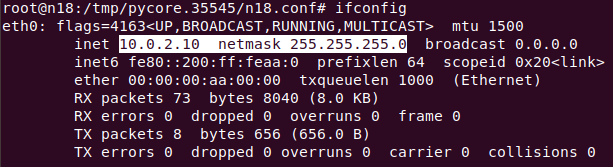 root@n18:/tmp/pycore.35545/n18.conf# ifconfig
eth0: flags=4163<UP,BROADCAST,RUNNING,MULTICAST>  mtu 1500
        inet 10.0.2.10  netmask 255.255.255.0  broadcast 0.0.0.0
        inet6 fe80::200:ff:feaa:0  prefixlen 64  scopeid 0x20<link>
        ether 00:00:00:aa:00:00  txqueuelen 1000  (Ethernet)
        RX packets 73  bytes 8040 (8.0 KB)
        RX errors 0  dropped 0  overruns 0  frame 0
        TX packets 8  bytes 656 (656.0 B)
        TX errors 0  dropped 0 overruns 0  carrier 0  collisions 0